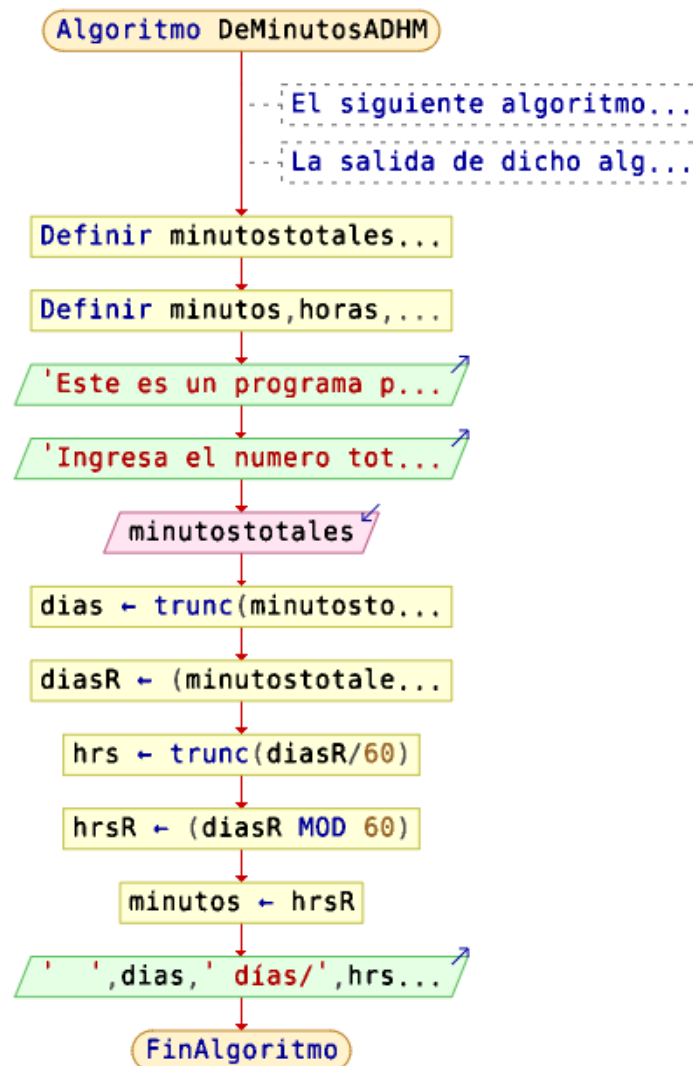 Algoritmo DeMinutosADHM
El siguiente algoritmo...
La salida de dicho alg...
Definir minutostotales...
Definir minutos,horas,...
'Este es un programa p...
'Ingresa el numero tot...
minutostotales
dias ← trunc(minutosto...
diasR ← (minutostotale...
hrs ← trunc(diasR/60)
hrsR ← (diasR MOD 60)
minutos ← hrsR
'  ',dias,' días/',hrs...
FinAlgoritmo